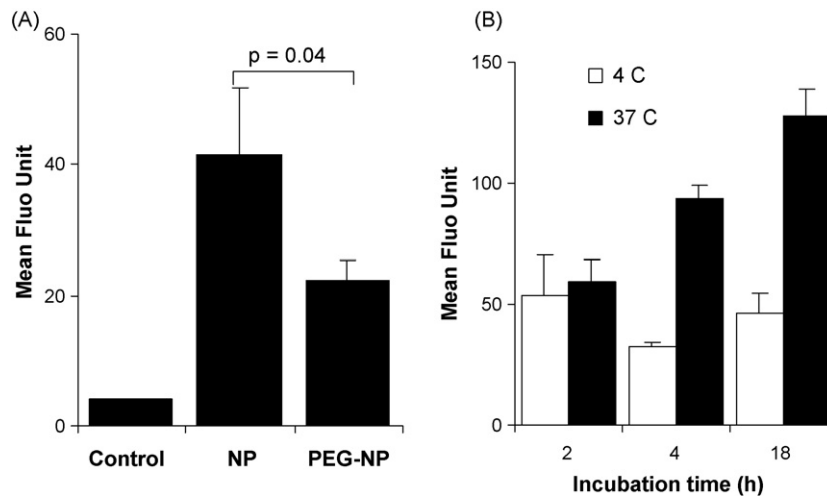 (A)
Mean Fluo Unit
60
40
20
0
p = 0.04
Control NP PEG-NP
(B)
Mean Fluo Unit
150
100
50
0
4 C
37 C
2 4 18
Incubation time (h)